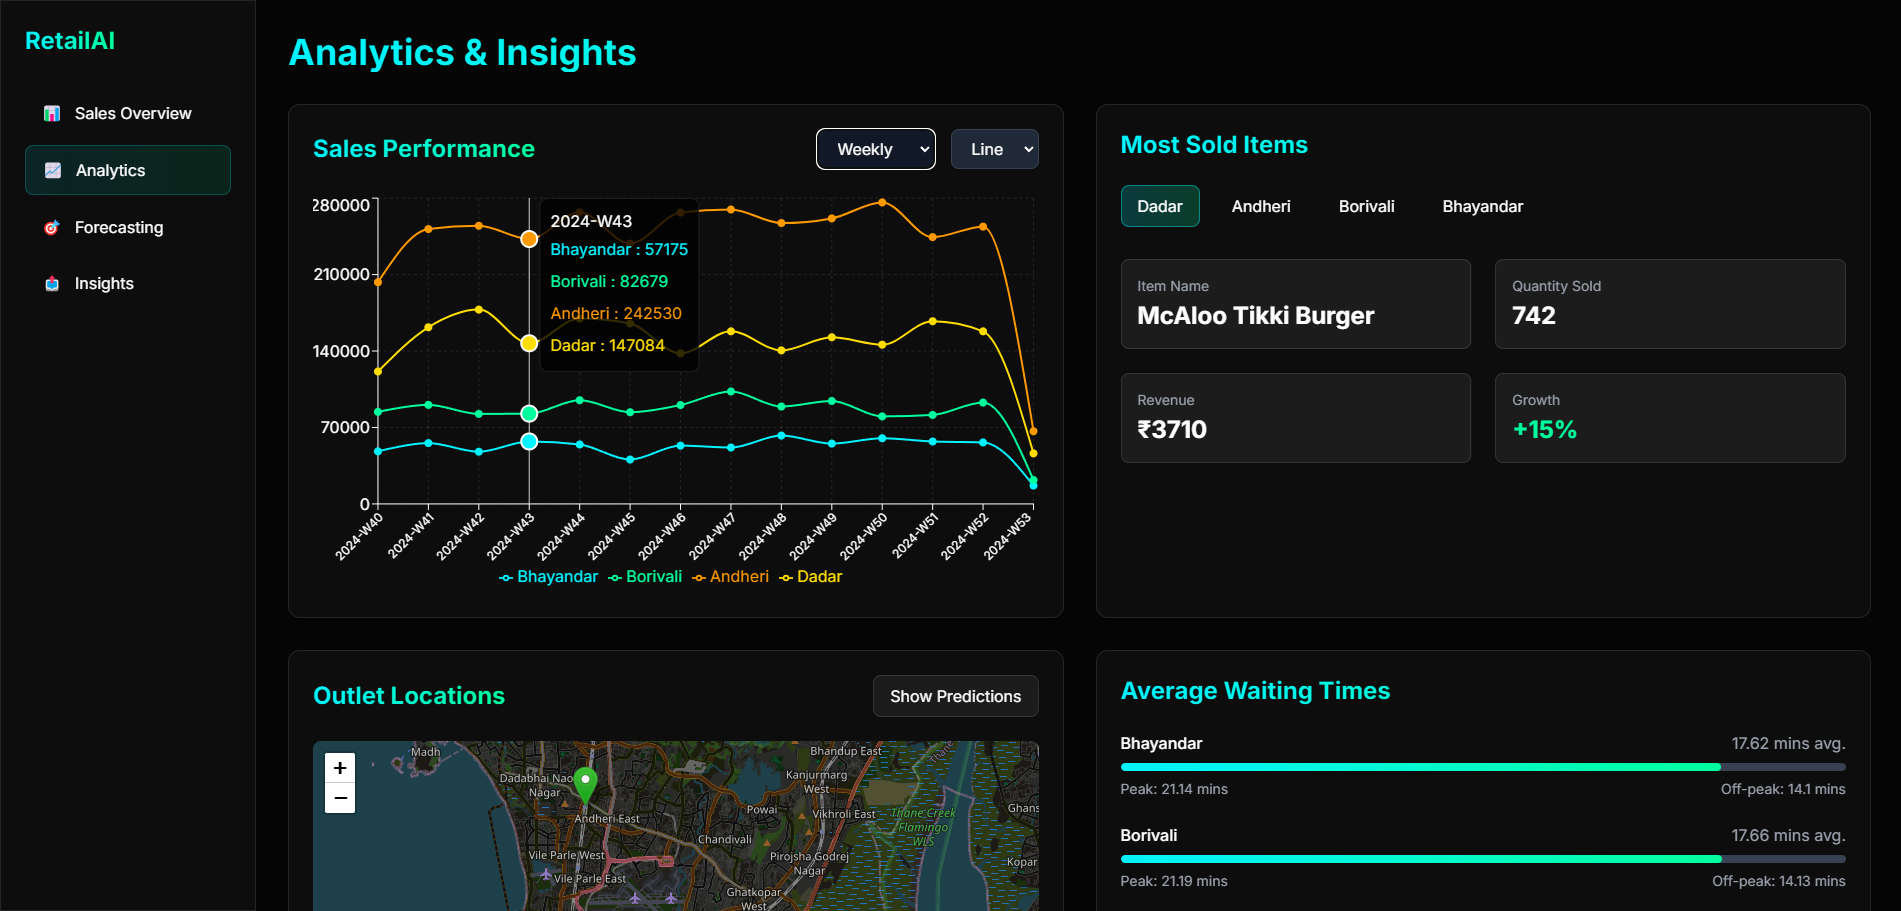 RetailAI
Sales Overview
Analytics
Forecasting
Insights
Analytics & Insights
Sales Performance
Weekly
Line
280000
210000
140000
70000
0
2024-W43
Bhayandar : 57175
Borivali : 82679
Andheri : 242530
Dadar : 147084
2024-W40
2024-W41
2024-W42
2024-W43
2024-W44
2024-W45
2024-W46
2024-W47
2024-W48
2024-W49
2024-W50
2024-W51
2024-W52
2024-W53
Bhayandar
Borivali
Andheri
Dadar
Most Sold Items
Dadar
Andheri
Borivali
Bhayandar
Item Name
McAloo Tikki Burger
Quantity Sold
742
Revenue
₹3710
Growth
+15%
Outlet Locations
Show Predictions
+
−
Madh
Dadabhai Nao
Nagar
Andheri East
Vile Parle West
Vile Parle East
Bhandup East
Kanjurmarg
West
Powai
Vikhroli East
Chandivali
Pirojsha Godrej
Nagar
Ghatkopar
West
Thane
Thane Creek
Flamingo
WLS
Ghans
Kopar
Average Waiting Times
Bhayandar
17.62 mins avg.
Peak: 21.14 mins
Off-peak: 14.1 mins
Borivali
17.66 mins avg.
Peak: 21.19 mins
Off-peak: 14.13 mins